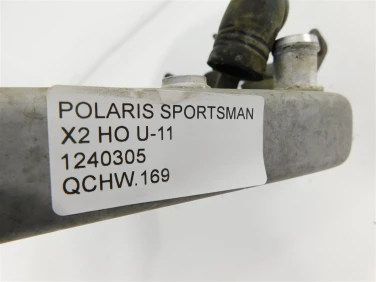 POLARIS SPORTSMAN
X2 HO U-11
1240305
QCHW.169